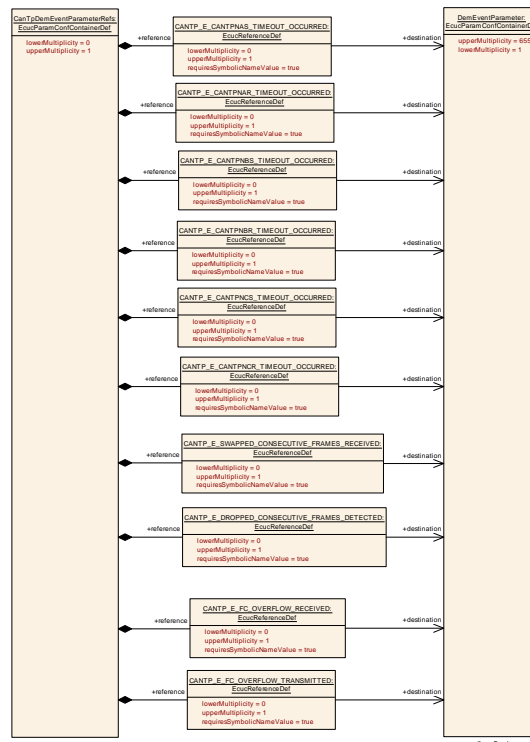 CanTpDemEventParameterRefs:
EcucParamConfContainerDef
lowerMultiplicity = 0
upperMultiplicity = 1
+reference
CANTP_E_CANTPNAS_TIMEOUT_OCCURRED:
EcucReferenceDef
lowerMultiplicity = 0
upperMultiplicity = 1
requiresSymbolicNameValue = true
+destination
DemEventParameter:
EcucParamConfContainerD
upperMultiplicity = 655
lowerMultiplicity = 1
+reference
CANTP_E_CANTPNAR_TIMEOUT_OCCURRED:
EcucReferenceDef
lowerMultiplicity = 0
upperMultiplicity = 1
requiresSymbolicNameValue = true
+destination
+reference
CANTP_E_CANTPNBS_TIMEOUT_OCCURRED:
EcucReferenceDef
lowerMultiplicity = 0
upperMultiplicity = 1
requiresSymbolicNameValue = true
+destination
+reference
CANTP_E_CANTPNBR_TIMEOUT_OCCURRED:
EcucReferenceDef
lowerMultiplicity = 0
upperMultiplicity = 1
requiresSymbolicNameValue = true
+destination
+reference
CANTP_E_CANTPNCS_TIMEOUT_OCCURRED:
EcucReferenceDef
lowerMultiplicity = 0
upperMultiplicity = 1
requiresSymbolicNameValue = true
+destination
+reference
CANTP_E_CANTPNCR_TIMEOUT_OCCURRED:
EcucReferenceDef
lowerMultiplicity = 0
upperMultiplicity = 1
requiresSymbolicNameValue = true
+destination
+reference
CANTP_E_SWAPPED_CONSECUTIVE_FRAMES_RECEIVED:
EcucReferenceDef
lowerMultiplicity = 0
upperMultiplicity = 1
requiresSymbolicNameValue = true
+destination
+reference
CANTP_E_DROPPED_CONSECUTIVE_FRAMES_DETECTED:
EcucReferenceDef
lowerMultiplicity = 0
upperMultiplicity = 1
requiresSymbolicNameValue = true
+destination
+reference
CANTP_E_FC_OVERFLOW_RECEIVED:
EcucReferenceDef
lowerMultiplicity = 0
upperMultiplicity = 1
requiresSymbolicNameValue = true
+destination
+reference
CANTP_E_FC_OVERFLOW_TRANSMITTED:
EcucReferenceDef
lowerMultiplicity = 0
upperMultiplicity = 1
requiresSymbolicNameValue = true
+destination